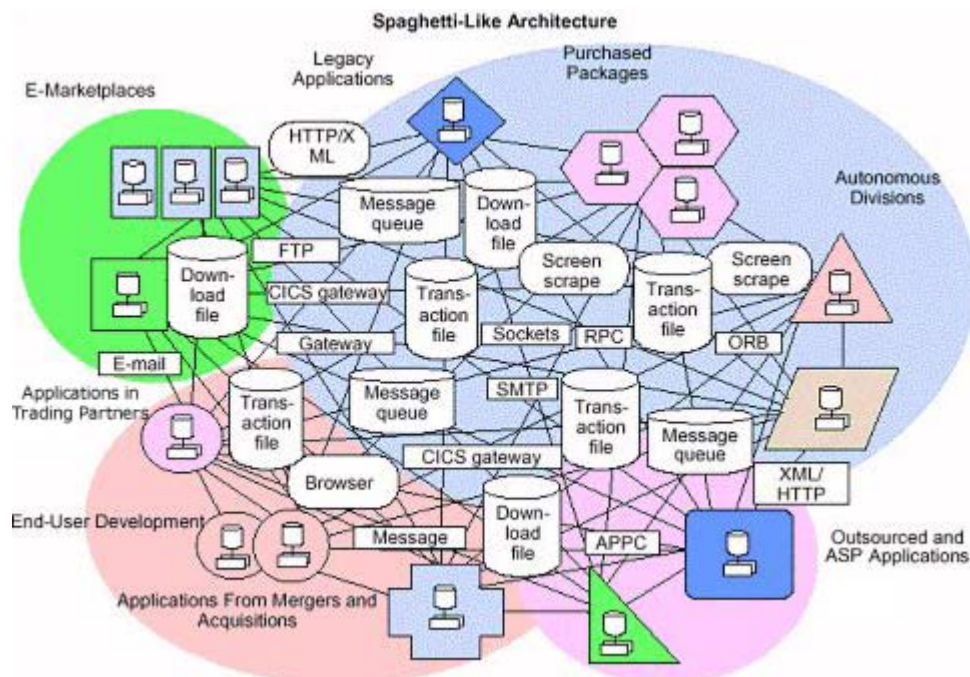 Spaghetti-Like Architecture
Legacy
Applications
Purchased
Packages
E-Marketplaces
HTTP/X
ML
Autonomous
Divisions
Message
queue
Down-
load
file
FTP
Screen
scrape
Screen
scrape
Down-
load
file
CICS gateway
Trans-
action
file
Trans-
action
file
Gateway
Sockets
RPC
ORB
E-mail
Applications in
Trading Partners
Trans-
action
file
Message
queue
SMTP
Trans-
action
file
Message
queue
CICS gateway
XML/
HTTP
Browser
Down-
load
file
End-User Development
Message
APPC
Outsourced and
ASP Applications
Applications From Mergers and
Acquisitions